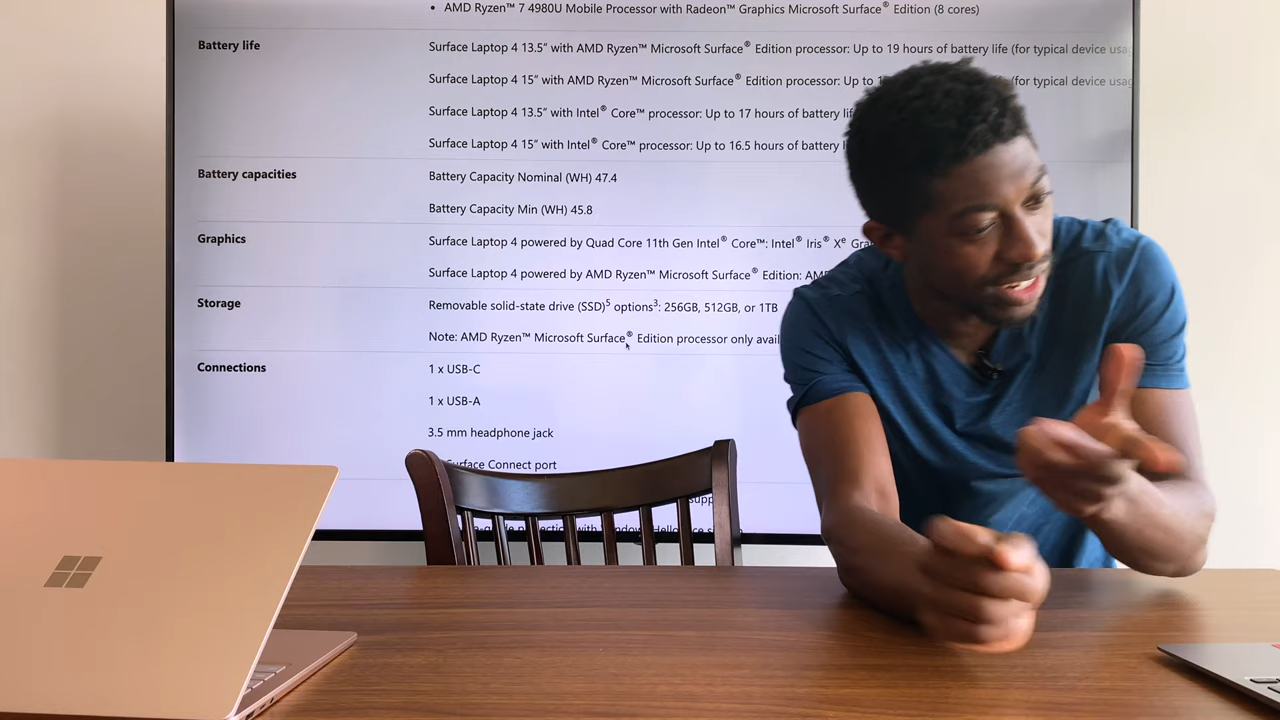 AMD Ryzen™ 7 4980U Mobile Processor with Radeon™ Graphics Microsoft Surface® Edition (8 cores)
Battery life
Surface Laptop 4 13.5” with AMD Ryzen™ Microsoft Surface® Edition processor: Up to 19 hours of battery life (for typical device
Surface Laptop 4 15” with AMD Ryzen™ Microsoft Surface® Edition processor: Up to (for typical device
Surface Laptop 4 13.5” with Intel® Core™ processor: Up to 17 hours of battery
Surface Laptop 4 15” with Intel® Core™ processor: Up to 16.5 hours of battery
Battery capacities
Battery Capacity Nominal (WH) 47.4
Battery Capacity Min (WH) 45.8
Graphics
Surface Laptop 4 powered by Quad Core 11th Gen Intel® Core™: Intel® Iris® Xᵉ
Surface Laptop 4 powered by AMD Ryzen™ Microsoft Surface® Edition:
Storage
Removable solid-state drive (SSD)⁵ options³: 256GB, 512GB, or 1TB
Note: AMD Ryzen™ Microsoft Surface® Edition processor only
Connections
1 x USB-C
1 x USB-A
3.5 mm headphone jack
Surface Connect port